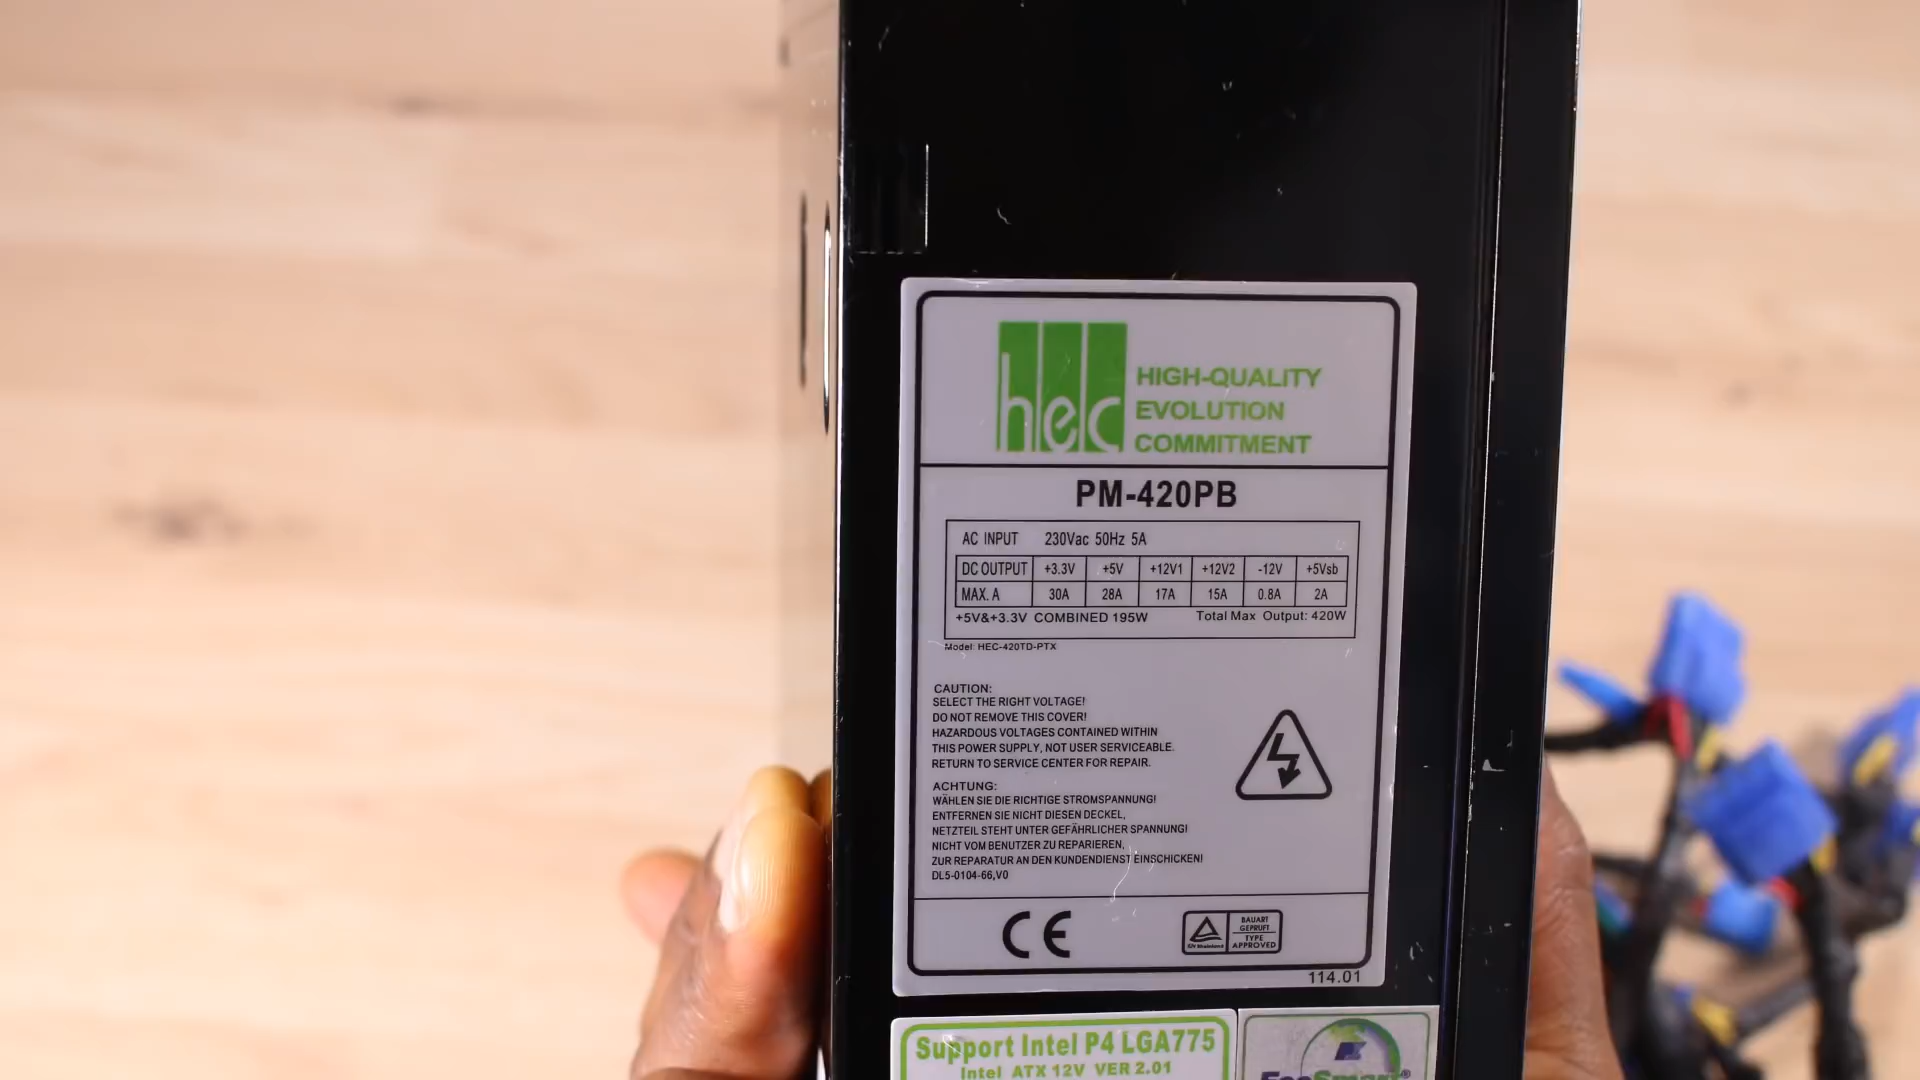 hec
HIGH-QUALITY
EVOLUTION
COMMITMENT
PM-420PB
AC INPUT 230Vac 50Hz 5A
DC OUTPUT +3.3V +5V +12V1 +12V2 -12V +5Vsb
MAX. A 30A 28A 17A 15A 0.8A 2A
+5V&+3.3V COMBINED 195W Total Max Output: 420W
Model: HEC-420TD-PTX
CAUTION:
SELECT THE RIGHT VOLTAGE!
DO NOT REMOVE THIS COVER!
HAZARDOUS VOLTAGES CONTAINED WITHIN
THIS POWER SUPPLY, NOT USER SERVICEABLE.
RETURN TO SERVICE CENTER FOR REPAIR.
ACHTUNG:
WÄHLEN SIE DIE RICHTIGE STROMSPANNUNG!
ENTFERNEN SIE NICHT DIESEN DECKEL,
NETZTEIL STEHT UNTER GEFÄHRLICHER SPANNUNG!
NICHT VOM BENUTZER ZU REPARIEREN,
ZUR REPARATUR AN DEN KUNDENDIENST EINSCHICKEN!
DL5-0104-66,V0
CE
TÜV Rheinland
BAUART
GEPRÜFT
TYPE
APPROVED
114.01
Support Intel P4 LGA775
Intel ATX 12V VER 2.01
EcoSmart®